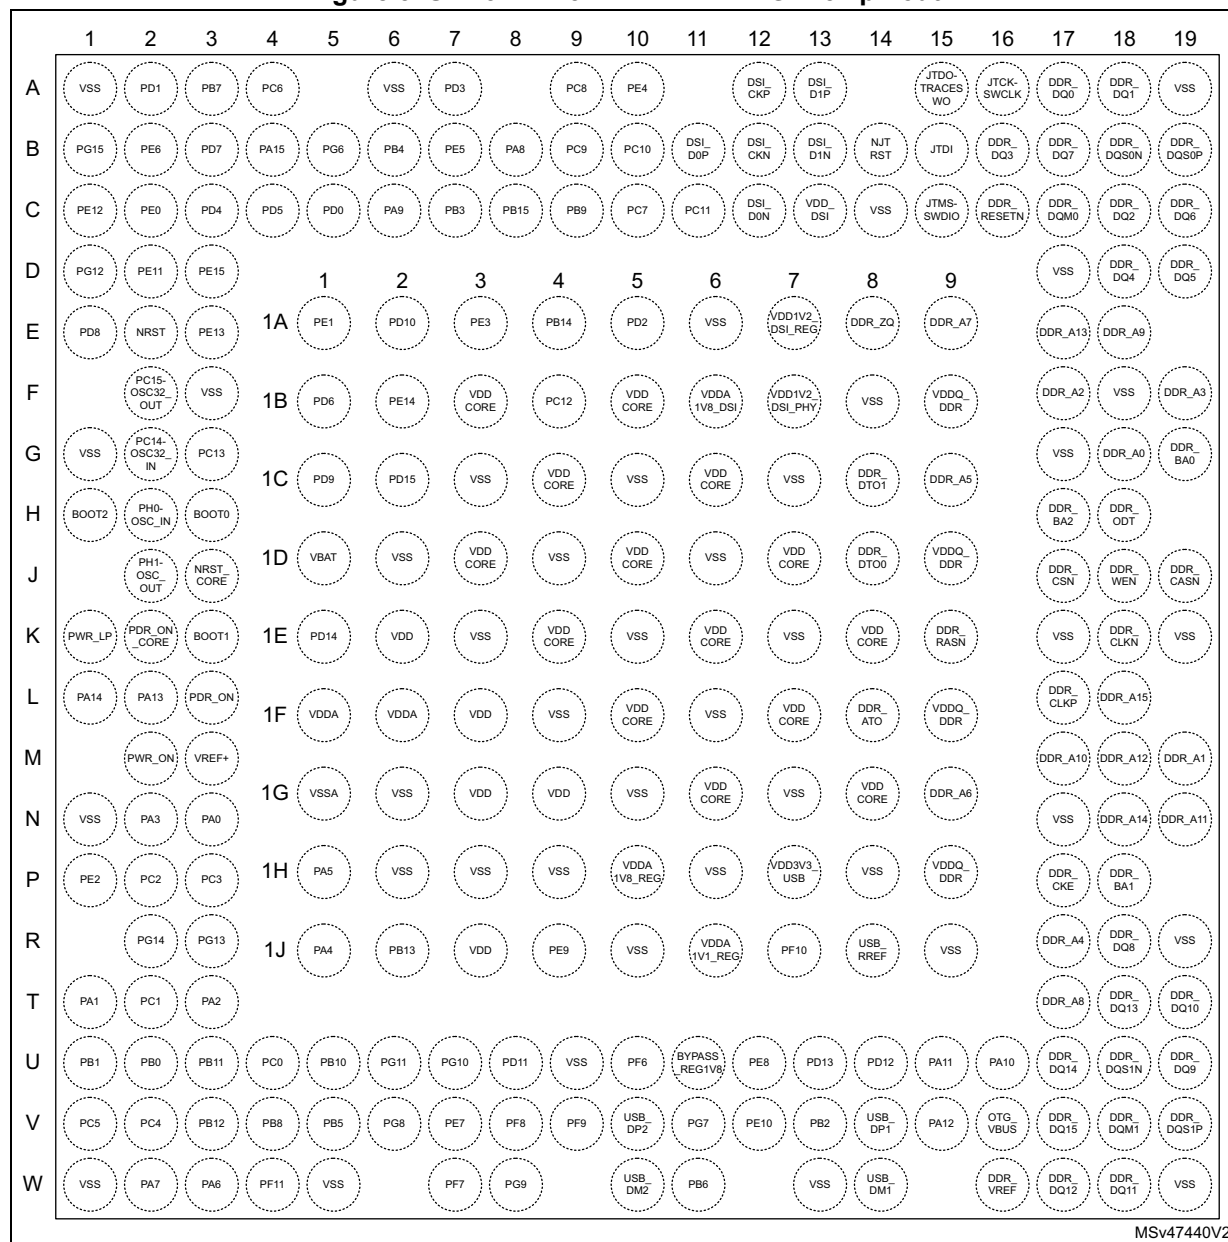 1 2 3 4 5 6 7 8 9 10 11 12 13 14 15 16 17 18 19
A VSS PD1 PB7 PC6 VSS PD3 PC8 PE4 DSI_CKP DSI_D1P JTDO-TRACESWO JTCK-SWCLK DDR_DQ0 DDR_DQ1 VSS
B PG15 PE6 PD7 PA15 PG6 PB4 PE5 PA8 PC9 PC10 DSI_D0P DSI_CKN DSI_D1N NJTRST JTDI DDR_DQ3 DDR_DQ7 DDR_DQS0N DDR_DQS0P
C PE12 PE0 PD4 PD5 PD0 PA9 PB3 PB15 PB9 PC7 PC11 DSI_D0N VDD_DSI VSS JTMS-SWDIO DDR_RESETN DDR_DQM0 DDR_DQ2 DDR_DQ6
D PG12 PE11 PE15 VSS DDR_DQ4 DDR_DQ5
1 2 3 4 5 6 7 8 9
E PD8 NRST PE13 1A PE1 PD10 PE3 PB14 PD2 VSS VDD1V2_DSI_REG DDR_ZQ DDR_A7 DDR_A13 DDR_A9
F PC15-OSC32_OUT VSS 1B PD6 PE14 VDD CORE PC12 VDD CORE VDDA 1V8_DSI VDD1V2_DSI_PHY VSS VDDQ_DDR DDR_A2 VSS DDR_A3
G VSS PC14-OSC32_IN PC13 VSS DDR_A0 DDR_BA0
1C PD9 PD15 VSS VDD CORE VSS VDD CORE VSS DDR_DTO1 DDR_A5
H BOOT2 PH0-OSC_IN BOOT0 DDR_BA2 DDR_ODT
1D VBAT VSS VDD CORE VSS VDD CORE VSS VDD CORE DDR_DTO0 VDDQ_DDR
J PH1-OSC_OUT NRST_CORE DDR_CSN DDR_WEN DDR_CASN
K PWR_LP PDR_ON_CORE BOOT1 1E PD14 VDD VSS VDD CORE VSS VDD CORE VSS VDD CORE DDR_RASN VSS DDR_CLKN VSS
L PA14 PA13 PDR_ON DDR_CLKP DDR_A15
1F VDDA VDDA VDD VSS VDD CORE VSS VDD CORE DDR_ATO VDDQ_DDR
M PWR_ON VREF+ DDR_A10 DDR_A12 DDR_A1
1G VSSA VSS VDD VDD VSS VDD CORE VSS VDD CORE DDR_A6
N VSS PA3 PA0 VSS DDR_A14 DDR_A11
P PE2 PC2 PC3 1H PA5 VSS VSS VSS VDDA 1V8_REG VSS VDD3V3_USB VSS VDDQ_DDR DDR_CKE DDR_BA1
R PG14 PG13 1J PA4 PB13 VDD PE9 VSS VDDA 1V1_REG PF10 USB_RREF VSS DDR_A4 DDR_DQ8 VSS
T PA1 PC1 PA2 DDR_A8 DDR_DQ13 DDR_DQ10
U PB1 PB0 PB11 PC0 PB10 PG11 PG10 PD11 VSS PF6 BYPASS_REG1V8 PE8 PD13 PD12 PA11 PA10 DDR_DQ14 DDR_DQS1N DDR_DQ9
V PC5 PC4 PB12 PB8 PB5 PG8 PE7 PF8 PF9 USB_DP2 PG7 PE10 PB2 USB_DP1 PA12 OTG_VBUS DDR_DQ15 DDR_DQM1 DDR_DQS1P
W VSS PA7 PA6 PF11 VSS PF7 PG9 USB_DM2 PB6 VSS USB_DM1 DDR_VREF DDR_DQ12 DDR_DQ11 VSS
MSv47440V2